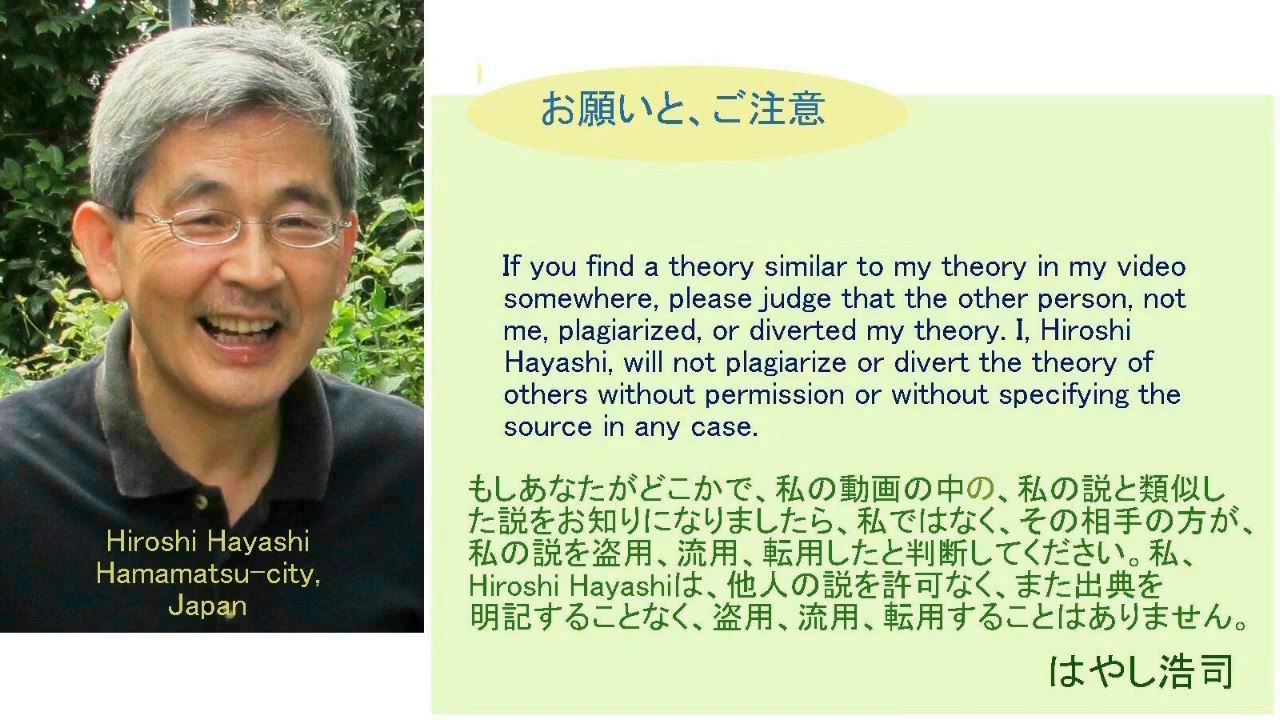 Hiroshi Hayashi
Hamamatsu-city,
Japan
お願いと、ご注意
If you find a theory similar to my theory in my video
somewhere, please judge that the other person, not
me, plagiarized, or diverted my theory. I, Hiroshi
Hayashi, will not plagiarize or divert the theory of
others without permission or without specifying the
source in any case.
もしあなたがどこかで、私の動画の中の、私の説と類似し
た説をお知りになりましたら、私ではなく、その相手の方が、
私の説を盗用、流用、転用したと判断してください。私、
Hiroshi Hayashiは、他人の説を許可なく、また出典を
明記することなく、盗用、流用、転用することはありません。
はやし浩司